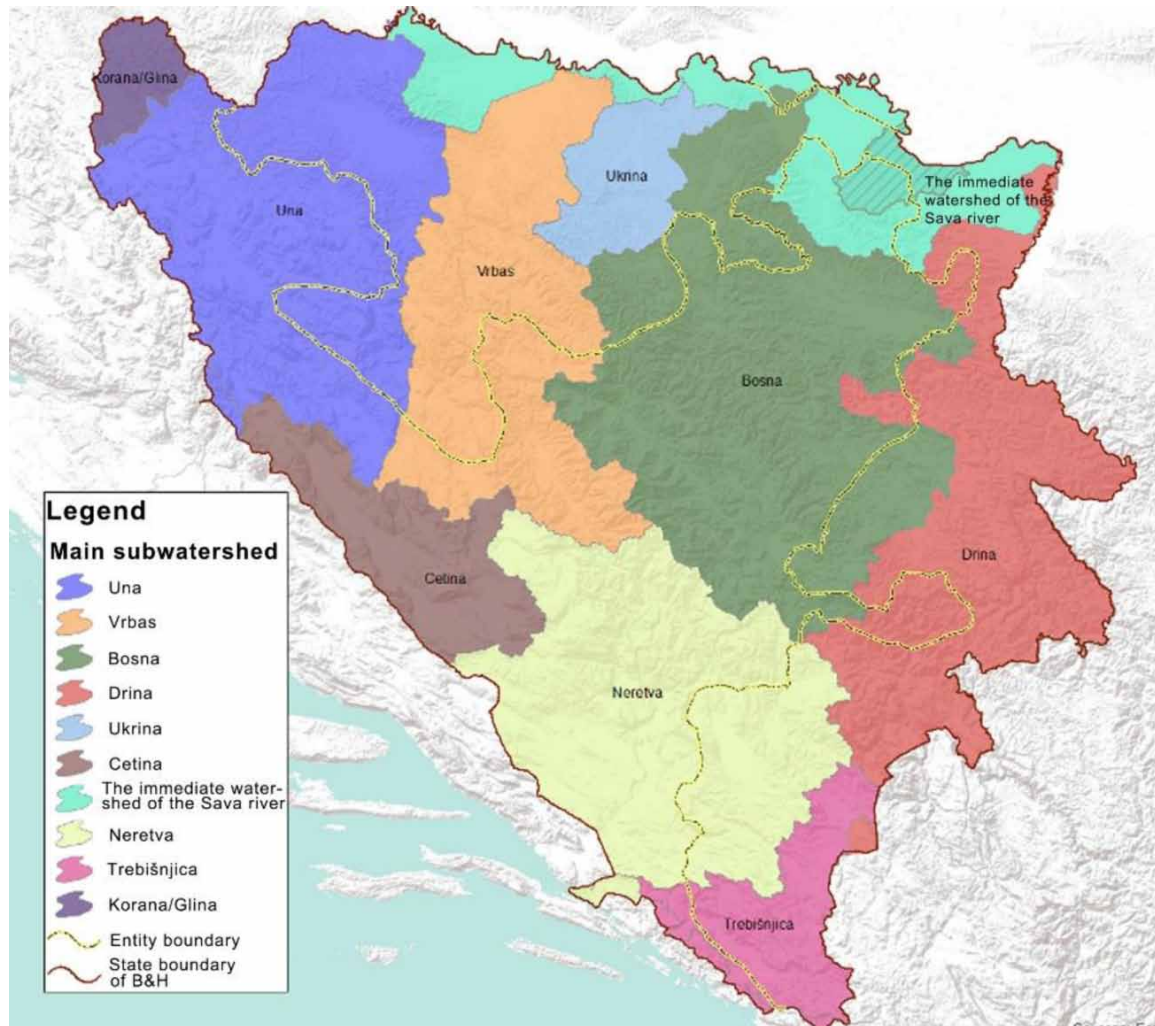 Korana/Glina
Una
Ukrina
The immediate
watershed of the
Sava river
Vrbas
Bosna
Drina
Cetina
Neretva
Trebišnjica
Legend
Main subwatershed
Una
Vrbas
Bosna
Drina
Ukrina
Cetina
The immediate water-
shed of the Sava river
Neretva
Trebišnjica
Korana/Glina
Entity boundary
State boundary
of B&H